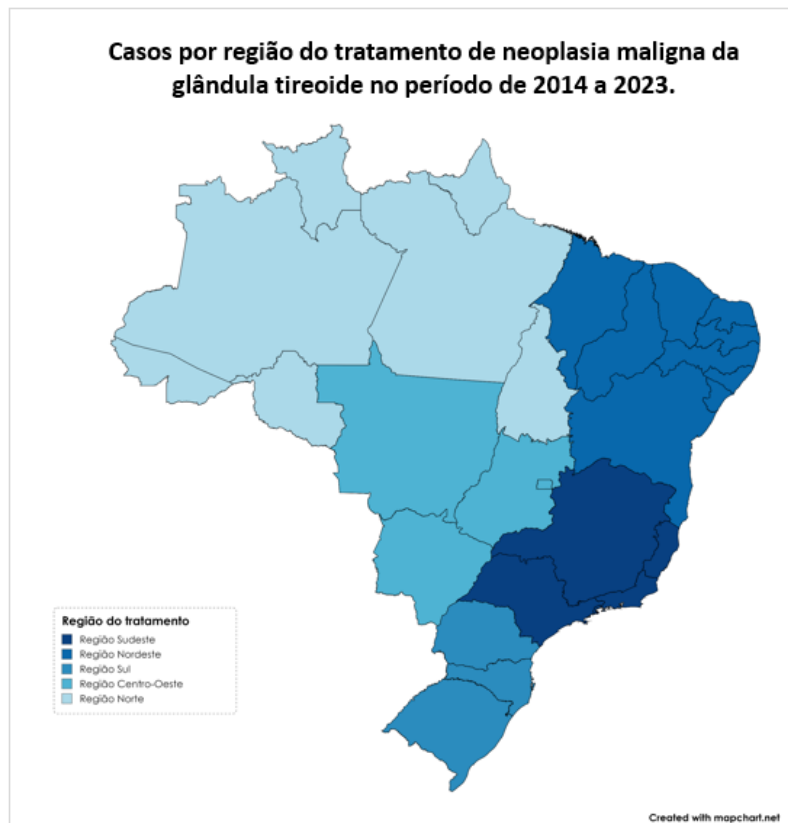 Casos por região do tratamento de neoplasia maligna da
glândula tireoide no período de 2014 a 2023.
Região do tratamento
Região Sudeste
Região Nordeste
Região Sul
Região Centro-Oeste
Região Norte
Created with mapchart.net